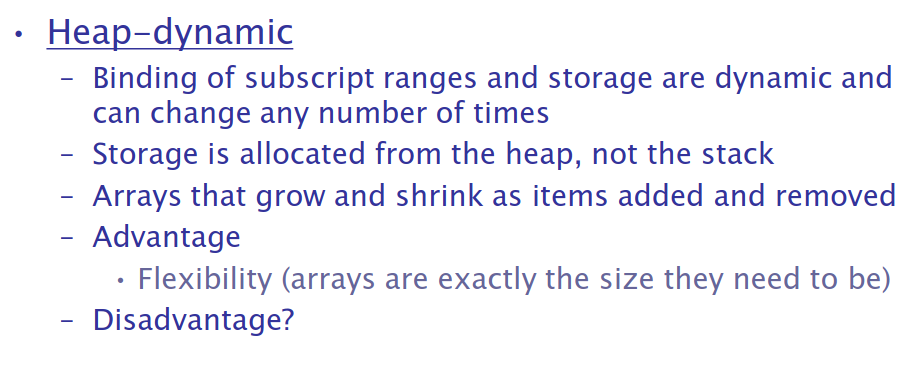 • Heap-dynamic
– Binding of subscript ranges and storage are dynamic and
can change any number of times
– Storage is allocated from the heap, not the stack
– Arrays that grow and shrink as items added and removed
– Advantage
• Flexibility (arrays are exactly the size they need to be)
– Disadvantage?